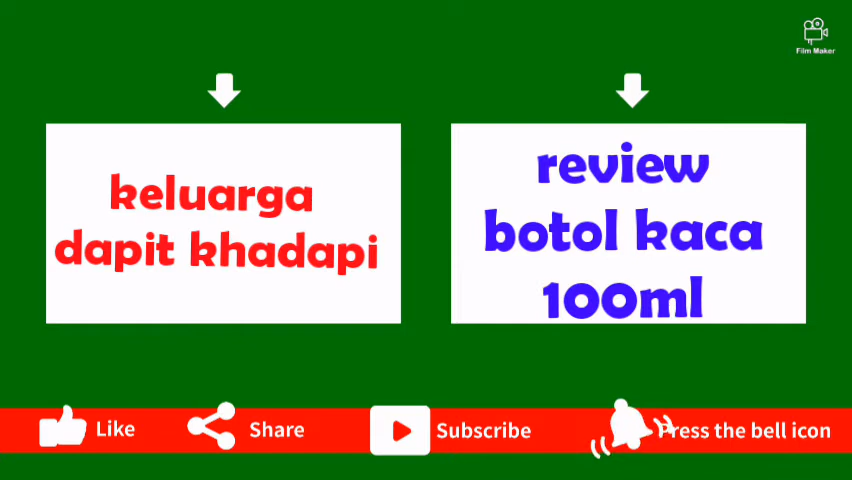 Film Maker
keluarga
dapit khadapi
review
botol kaca
100ml
Like
Share
Subscribe
Press the bell icon